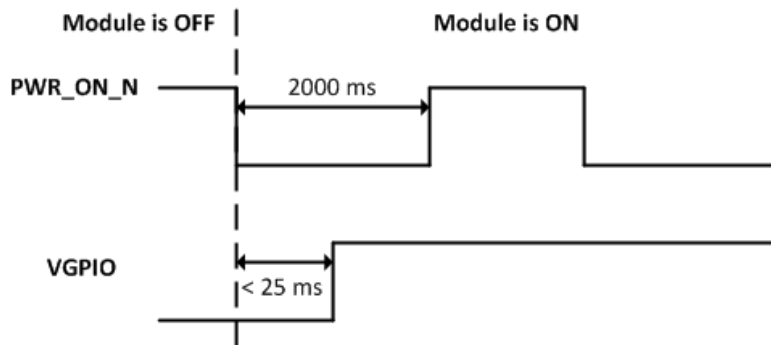 Module is OFF
Module is ON
PWR_ON_N
2000 ms
VGPIO
< 25 ms